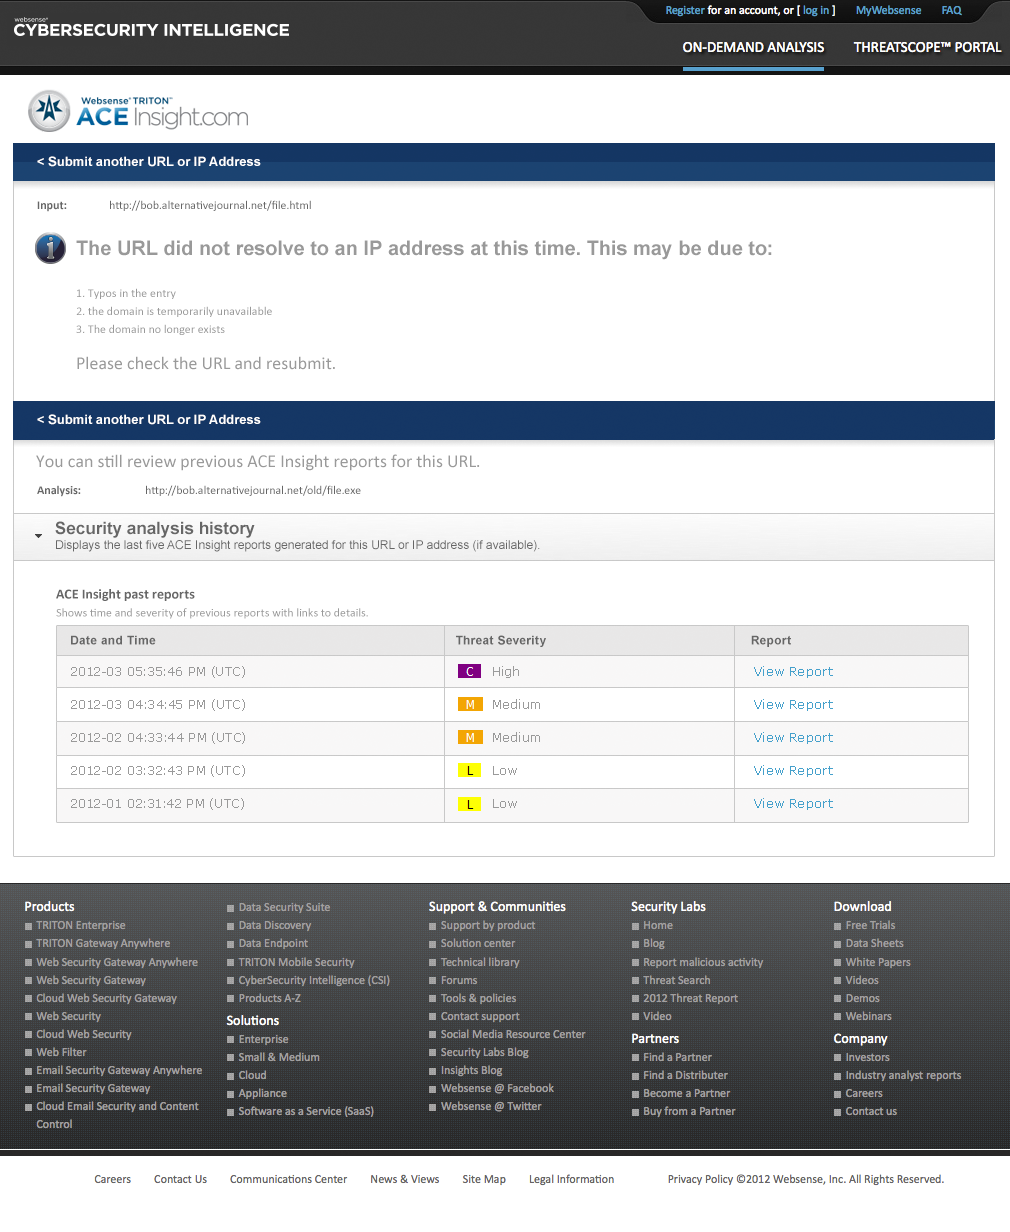 Register for an account, or [ log in ] MyWebsense FAQ
websense®
CYBERSECURITY INTELLIGENCE
ON-DEMAND ANALYSIS THREATSCOPE™ PORTAL
Websense® TRITON™
ACE Insight.com
< Submit another URL or IP Address
Input: http://bob.alternativejournal.net/file.html
i The URL did not resolve to an IP address at this time. This may be due to:
1. Typos in the entry
2. the domain is temporarily unavailable
3. The domain no longer exists
Please check the URL and resubmit.
< Submit another URL or IP Address
You can still review previous ACE Insight reports for this URL.
Analysis: http://bob.alternativejournal.net/old/file.exe
Security analysis history
Displays the last five ACE Insight reports generated for this URL or IP address (if available).
ACE Insight past reports
Shows time and severity of previous reports with links to details.
Date and Time Threat Severity Report
2012-03 05:35:46 PM (UTC) C High View Report
2012-03 04:34:45 PM (UTC) M Medium View Report
2012-02 04:33:44 PM (UTC) M Medium View Report
2012-02 03:32:43 PM (UTC) L Low View Report
2012-01 02:31:42 PM (UTC) L Low View Report
Products
TRITON Enterprise
TRITON Gateway Anywhere
Web Security Gateway Anywhere
Web Security Gateway
Cloud Web Security Gateway
Web Security
Cloud Web Security
Web Filter
Email Security Gateway Anywhere
Email Security Gateway
Cloud Email Security and Content
Control
Data Security Suite
Data Discovery
Data Endpoint
TRITON Mobile Security
CyberSecurity Intelligence (CSI)
Products A-Z
Solutions
Enterprise
Small & Medium
Cloud
Appliance
Software as a Service (SaaS)
Support & Communities
Support by product
Solution center
Technical library
Forums
Tools & policies
Contact support
Social Media Resource Center
Security Labs Blog
Insights Blog
Websense @ Facebook
Websense @ Twitter
Security Labs
Home
Blog
Report malicious activity
Threat Search
2012 Threat Report
Video
Partners
Find a Partner
Find a Distributer
Become a Partner
Buy from a Partner
Download
Free Trials
Data Sheets
White Papers
Videos
Demos
Webinars
Company
Investors
Industry analyst reports
Careers
Contact us
Careers Contact Us Communications Center News & Views Site Map Legal Information Privacy Policy ©2012 Websense, Inc. All Rights Reserved.